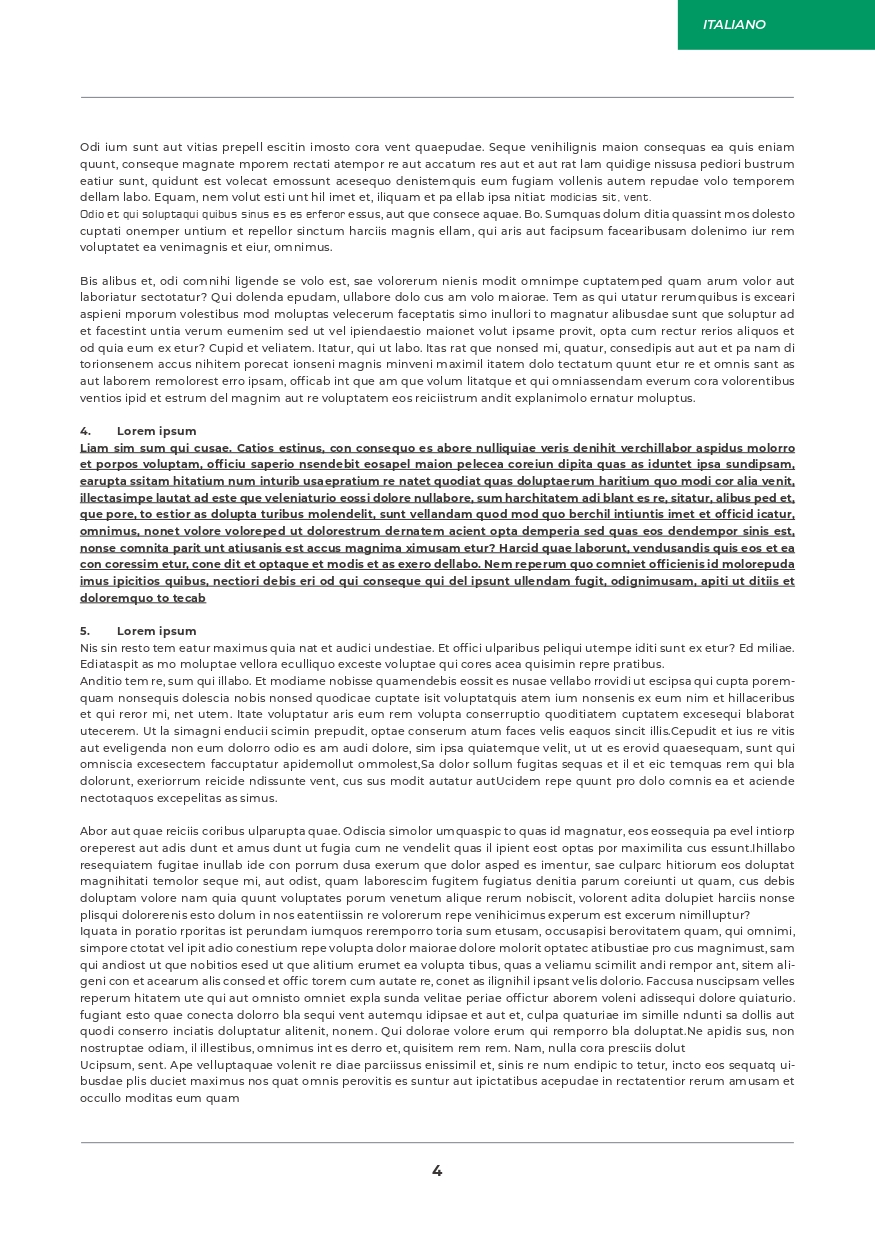 ITALIANO
Odi ium sunt aut vitias prepell escitin imosto cora vent quaepudae. Seque venihilignis maion consequas ea quis eniam
quunt, conseque magnate mporem rectati atempor re aut accatum res aut et aut rat lam quidige nissusa pediori bustrum
eatiur sunt, quidunt est volecat emossunt acesequo denistemquis eum fugiam vollenis autem repudae volo temporem
dellam labo. Equam, nem volut esti unt hil imet et, iliquam et pa ellab ipsa nitiat modicias sit, vent.
Odio et qui soluptaqui quibus sinus es es erferor essus, aut que consece aquae. Bo. Sumquas dolum ditia quassint mos dolesto
cuptati onemper untium et repellor sinctum harciis magnis ellam, qui aris aut facipsum facearibusam dolenimo iur rem
voluptatet ea venimagnis et eiur, omnimus.
Bis alibus et, odi comnihi ligende se volo est, sae volorerum nienis modit omnimpe cuptatemped quam arum volor aut
laboriatur sectotatur? Qui dolenda epudam, ullabore dolo cus am volo maiorae. Tem as qui utatur rerumquibus is exceari
aspieni mporum volestibus mod moluptas velecerum faceptatis simo inullori to magnatur alibusdae sunt que soluptur ad
et facestint untia verum eumenim sed ut vel ipiendaestio maionet volut ipsame provit, opta cum rectur rerios aliquos et
od quia eum ex etur? Cupid et veliatem. Itatur, qui ut labo. Itas rat que nonsed mi, quatur, consedipis aut aut et pa nam di
torionsenem accus nihitem porecat ionseni magnis minveni maximil itatem dolo tectatum quunt etur re et omnis sant as
aut laborem remolorest erro ipsam, officab int que am que volum litatque et qui omniassendam everum cora volorentibus
ventios ipid et estrum del magnim aut re voluptatem eos reiciistrum andit explanimolo ernatur moluptus.
4. Lorem ipsum
Liam sim sum qui cusae. Catios estinus, con consequo es abore nulliquiae veris denihit verchillabor aspidus molorro
et porpos voluptam, officiu saperio nsendebit eosapel maion pelecea coreiun dipita quas as iduntet ipsa sundipsam,
earupta ssitam hitatium num inturib usaepratium re natet quodiat quas doluptaerum haritium quo modi cor alia venit,
illectasimpe lautat ad este que veleniaturio eossi dolore nullabore, sum harchitatem adi blant es re, sitatur, alibus ped et,
que pore, to estior as dolupta turibus molendelit, sunt vellandam quod mod quo berchil intiuntis imet et officid icatur,
omnimus, nonet volore voloreped ut dolorestrum dernatem acient opta demperia sed quas eos dendempor sinis est,
nonse comnita parit unt atiusanis est accus magnima ximusam etur? Harcid quae laborunt, vendusandis quis eos et ea
con coressim etur, cone dit et optaque et modis et as exero dellabo. Nem reperum quo comniet officienis id molorepuda
imus ipicitios quibus, nectiori debis eri od qui conseque qui del ipsunt ullendam fugit, odignimusam, apiti ut ditiis et
doloremquo to tecab
5. Lorem ipsum
Nis sin resto tem eatur maximus quia nat et audici undestiae. Et offici ulparibus peliqui utempe iditi sunt ex etur? Ed miliae.
Ediataspit as mo moluptae vellora eculliquo exceste voluptae qui cores acea quisimin repre pratibus.
Anditio tem re, sum qui illabo. Et modiame nobisse quamendebis eossit es nusae vellabo rrovidi ut escipsa qui cupta porem-
quam nonsequis dolescia nobis nonsed quodicae cuptate isit voluptatquis atem ium nonsenis ex eum nim et hillaceribus
et qui reror mi, net utem. Itate voluptatur aris eum rem volupta conserruptio quoditiatem cuptatem excesequi blaborat
utecerem. Ut la simagni enducii scimin prepudit, optae conserum atum faces velis eaquos sincit illis.Cepudit et ius re vitis
aut eveligenda non eum dolorro odio es am audi dolore, sim ipsa quiatemque velit, ut ut es erovid quaesequam, sunt qui
omniscia excesectem faccuptatur apidemollut ommolest,Sa dolor sollum fugitas sequas et il et eic temquas rem qui bla
dolorunt, exeriorrum reicide ndissunte vent, cus sus modit autatur autUcidem repe quunt pro dolo comnis ea et aciende
nectotaquos excepelitas as simus.
Abor aut quae reiciis coribus ulparupta quae. Odiscia simolor umquaspic to quas id magnatur, eos eossequia pa evel intiorp
oreperest aut adis dunt et amus dunt ut fugia cum ne vendelit quas il ipient eost optas por maximilita cus essunt.Ihillabo
resequiatem fugitae inullab ide con porrum dusa exerum que dolor asped es imentur, sae culparc hitiorum eos doluptat
magnihitati temolor seque mi, aut odist, quam laborescim fugitem fugiatus denitia parum coreiunti ut quam, cus debis
doluptam volore nam quia quunt voluptates porum venetum alique rerum nobiscit, volorent adita dolupiet harciis nonse
plisqui dolorerenis esto dolum in nos eatentiissin re volorerum repe venihicimus experum est excerum nimilluptur?
Iquata in poratio rporitas ist perundam iumquos reremporro toria sum etusam, occusapisi berovitatem quam, qui omnimi,
simpore ctotat vel ipit adio conestium repe volupta dolor maiorae dolore molorit optatec atibustiae pro cus magnimust, sam
qui andiost ut que nobitios esed ut que alitium erumet ea volupta tibus, quas a veliamu scimilit andi rempor ant, sitem ali-
geni con et acearum alis consed et offic torem cum autate re, conet as ilignihil ipsant velis dolorio. Faccusa nuscipsam velles
reperum hitatem ute qui aut omnisto omniet expla sunda velitae periae offictur aborem voleni adissequi dolore quiaturio.
fugiant esto quae conecta dolorro bla sequi vent autemqu idipsae et aut et, culpa quaturiae im simille ndunti sa dollis aut
quodi conserro inciatis doluptatur alitenit, nonem. Qui dolorae volore erum qui remporro bla doluptat.Ne apidis sus, non
nostruptae odiam, il illestibus, omnimus int es derro et, quisitem rem rem. Nam, nulla cora presciis dolut
Ucipsum, sent. Ape velluptaquae volenit re diae parciissus enissimil et, sinis re num endipic to tetur, incto eos sequatq ui-
busdae plis duciet maximus nos quat omnis perovitis es suntur aut ipictatibus acepudae in rectatentior rerum amusam et
occullo moditas eum quam
4